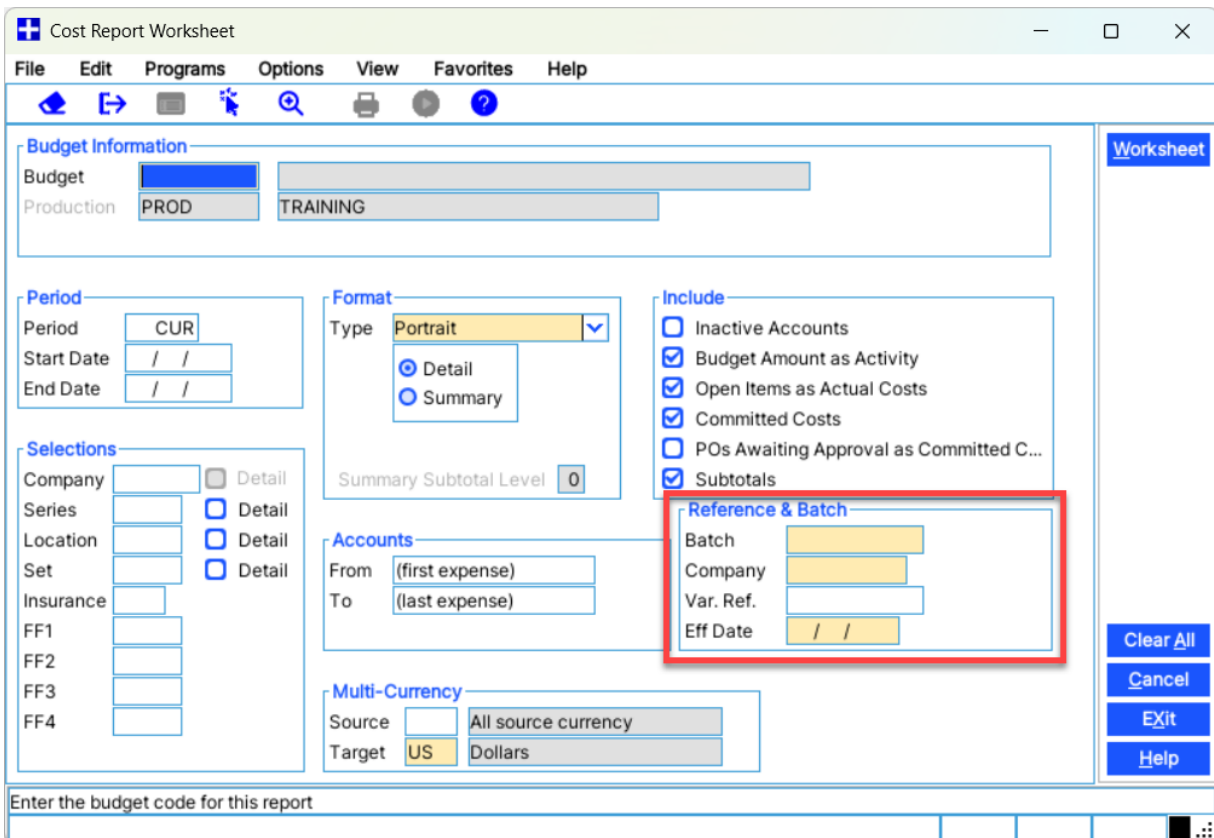 Cost Report Worksheet
File Edit Programs Options View Favorites Help
Budget Information
Budget
Production PROD TRAINING
Period
Period CUR
Start Date / /
End Date / /
Format
Type Portrait
Detail
Summary
Summary Subtotal Level 0
Include
Inactive Accounts
Budget Amount as Activity
Open Items as Actual Costs
Committed Costs
POs Awaiting Approval as Committed C...
Subtotals
Selections
Company Detail
Series Detail
Location Detail
Set Detail
Insurance
FF1
FF2
FF3
FF4
Accounts
From (first expense)
To (last expense)
Reference & Batch
Batch
Company
Var. Ref.
Eff Date / /
Multi-Currency
Source All source currency
Target US Dollars
Worksheet
Clear All
Cancel
EXit
Help
Enter the budget code for this report